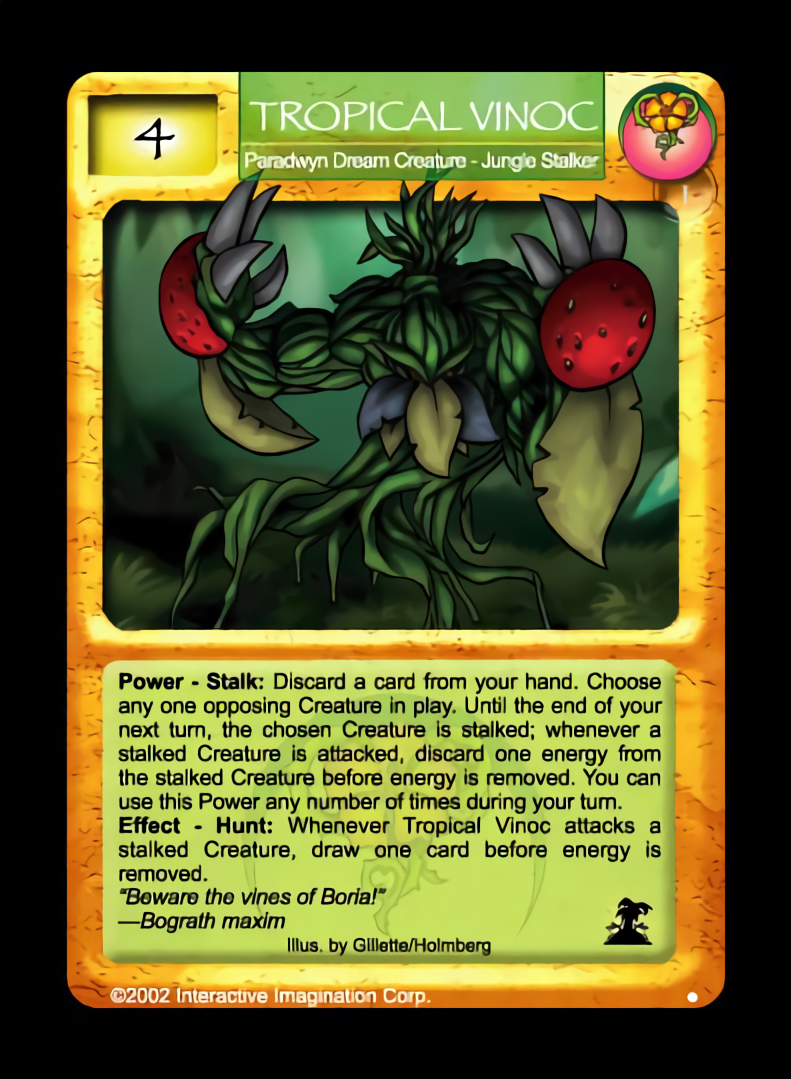 4
TROPICAL VINOC
Paradwyn Dream Creature - Jungle Stalker
1
Power - Stalk: Discard a card from your hand. Choose
any one opposing Creature in play. Until the end of your
next turn, the chosen Creature is stalked; whenever a
stalked Creature is attacked, discard one energy from
the stalked Creature before energy is removed. You can
use this Power any number of times during your turn.
Effect - Hunt: Whenever Tropical Vinoc attacks a
stalked Creature, draw one card before energy is
removed.
"Beware the vines of Boria!"
—Bograth maxim
Illus. by Gillette/Holmberg
©2002 Interactive Imagination Corp.